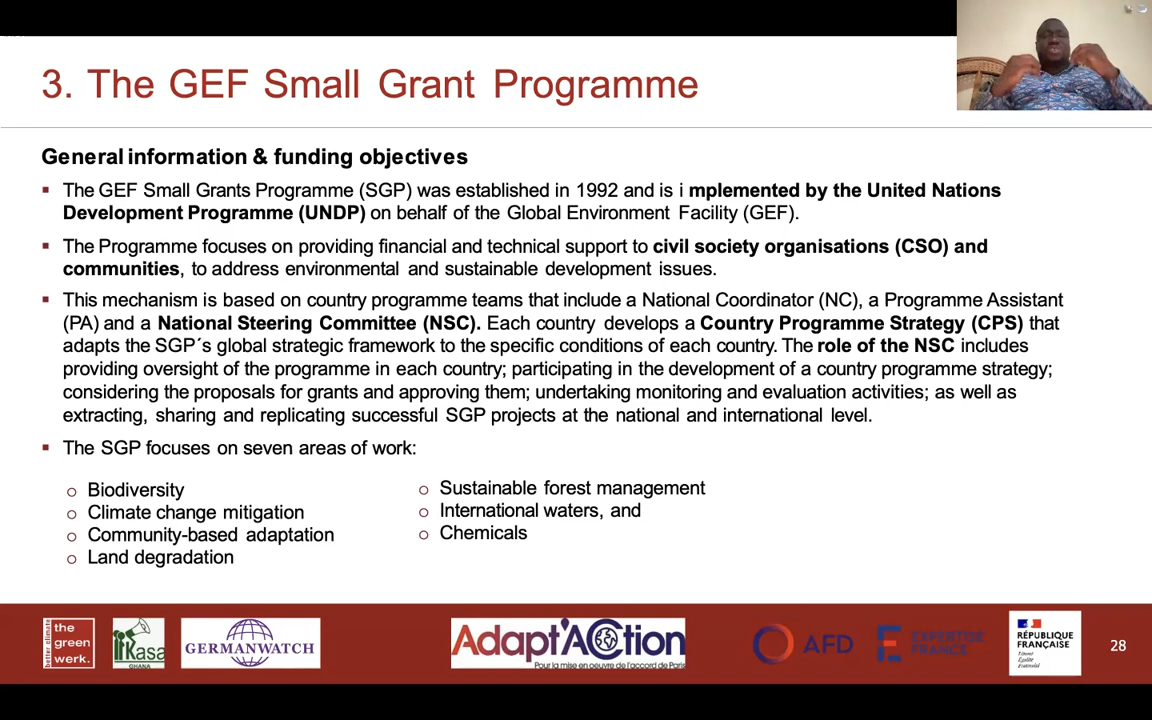 3. The GEF Small Grant Programme
General information & funding objectives
▪ The GEF Small Grants Programme (SGP) was established in 1992 and is i mplemented by the United Nations
Development Programme (UNDP) on behalf of the Global Environment Facility (GEF).
▪ The Programme focuses on providing financial and technical support to civil society organisations (CSO) and
communities, to address environmental and sustainable development issues.
▪ This mechanism is based on country programme teams that include a National Coordinator (NC), a Programme Assistant
(PA) and a National Steering Committee (NSC). Each country develops a Country Programme Strategy (CPS) that
adapts the SGP´s global strategic framework to the specific conditions of each country. The role of the NSC includes
providing oversight of the programme in each country; participating in the development of a country programme strategy;
considering the proposals for grants and approving them; undertaking monitoring and evaluation activities; as well as
extracting, sharing and replicating successful SGP projects at the national and international level.
▪ The SGP focuses on seven areas of work:
o Biodiversity
o Climate change mitigation
o Community-based adaptation
o Land degradation
o Sustainable forest management
o International waters, and
o Chemicals
better climate
the
green
werk.
Kasa
GHANA
GERMANWATCH
Adapt'Action
Pour la mise en oeuvre de l'accord de Paris
AFD
EXPERTISE
FRANCE
RÉPUBLIQUE
FRANÇAISE
Liberté
Égalité
Fraternité
28